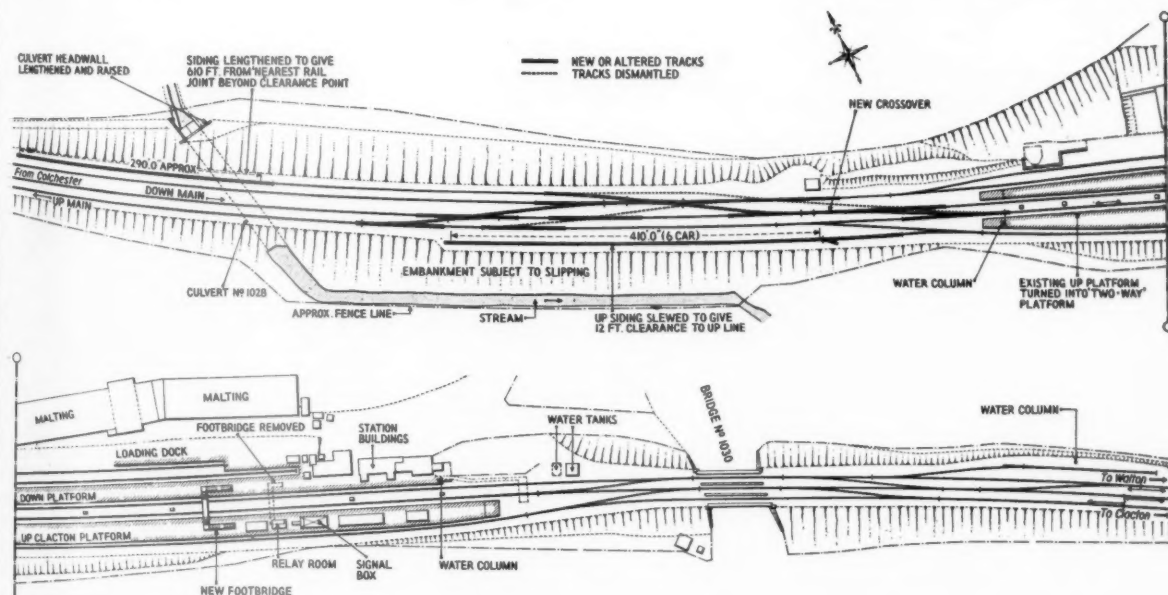 CULVERT HEADWALL
LENGTHENED AND RAISED
SIDING LENGTHENED TO GIVE
610 FT. FROM NEAREST RAIL
JOINT BEYOND CLEARANCE POINT
NEW OR ALTERED TRACKS
TRACKS DISMANTLED
NEW CROSSOVER
290.0 APPROX
From Colchester
DOWN MAIN
UP MAIN
410'.0" (6 CAR)
EMBANKMENT SUBJECT TO SLIPPING
CULVERT Nº 1028
APPROX. FENCE LINE
STREAM
UP SIDING SLEWED TO GIVE
12 FT. CLEARANCE TO UP LINE
WATER COLUMN
EXISTING UP PLATFORM
TURNED INTO "TWO-WAY"
PLATFORM
MALTING
MALTING
FOOTBRIDGE REMOVED
STATION
BUILDINGS
WATER TANKS
BRIDGE Nº 1030
WATER COLUMN
LOADING DOCK
DOWN PLATFORM
To Walton
To Clacton
UP CLACTON PLATFORM
RELAY ROOM
SIGNAL
BOX
WATER COLUMN
NEW FOOTBRIDGE